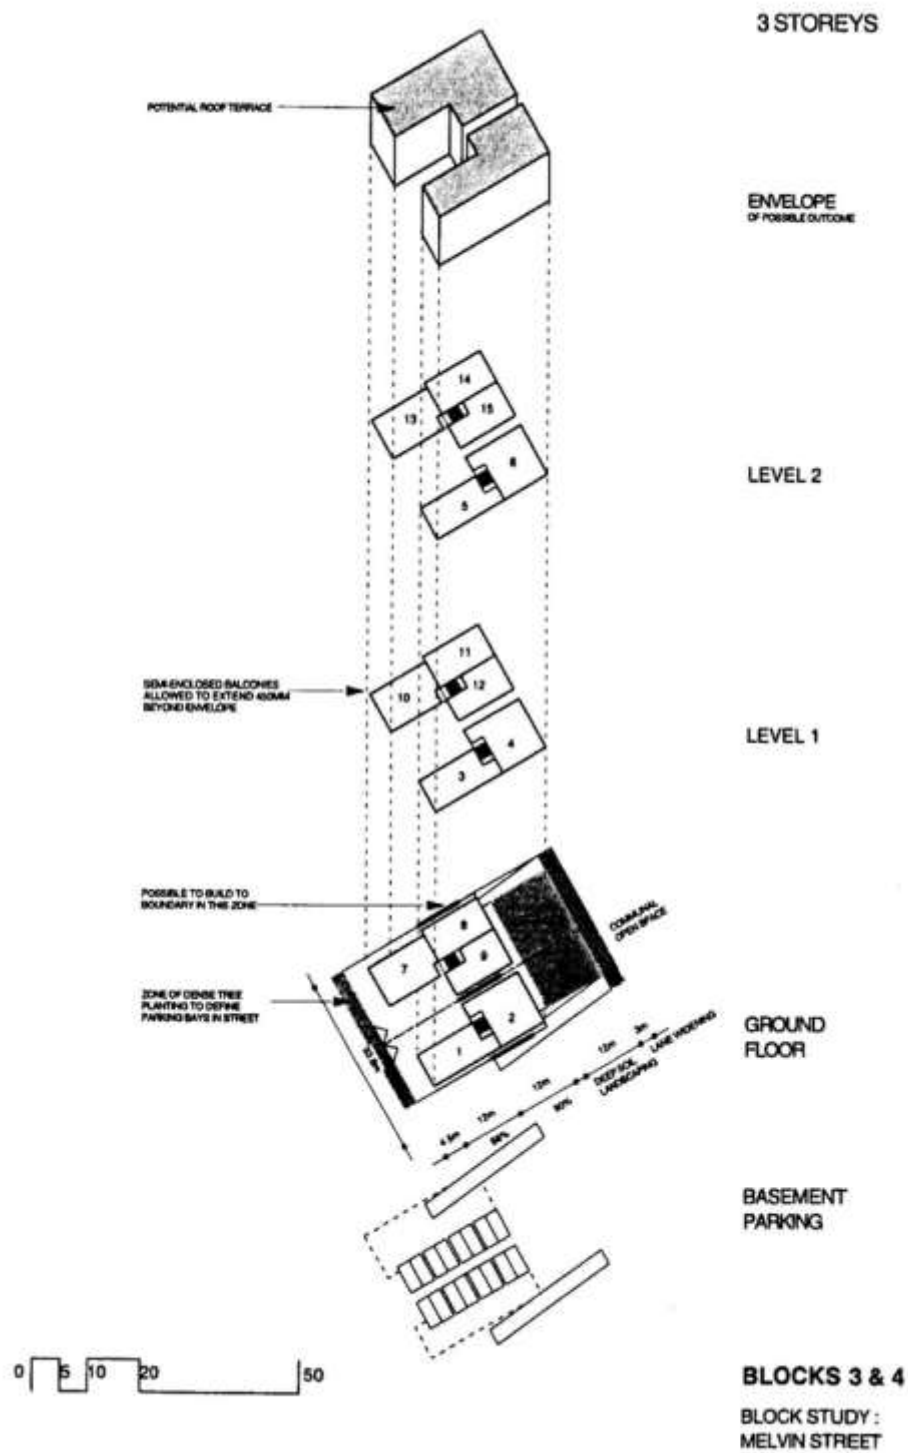 3 STOREYS
POTENTIAL ROOF TERRACE
ENVELOPE
OF POSSIBLE OUTCOME
14
13
15
6
5
LEVEL 2
11
10
12
4
3
SEMI-ENCLOSED BALCONIES
ALLOWED TO EXTEND 450MM
BEYOND ENVELOPE
LEVEL 1
POSSIBLE TO BUILD TO
BOUNDARY IN THIS ZONE
COMMUNAL
OPEN SPACE
8
7
9
2
1
ZONE OF DENSE TREE
PLANTING TO DEFINE
PARKING BAYS IN STREET
GROUND
FLOOR
4.5m
12m
12m
12m
3m
DEEP SOIL
LANDSCAPING
LANE WIDENING
BASEMENT
PARKING
0 5 10 20 50
BLOCKS 3 & 4
BLOCK STUDY :
MELVIN STREET